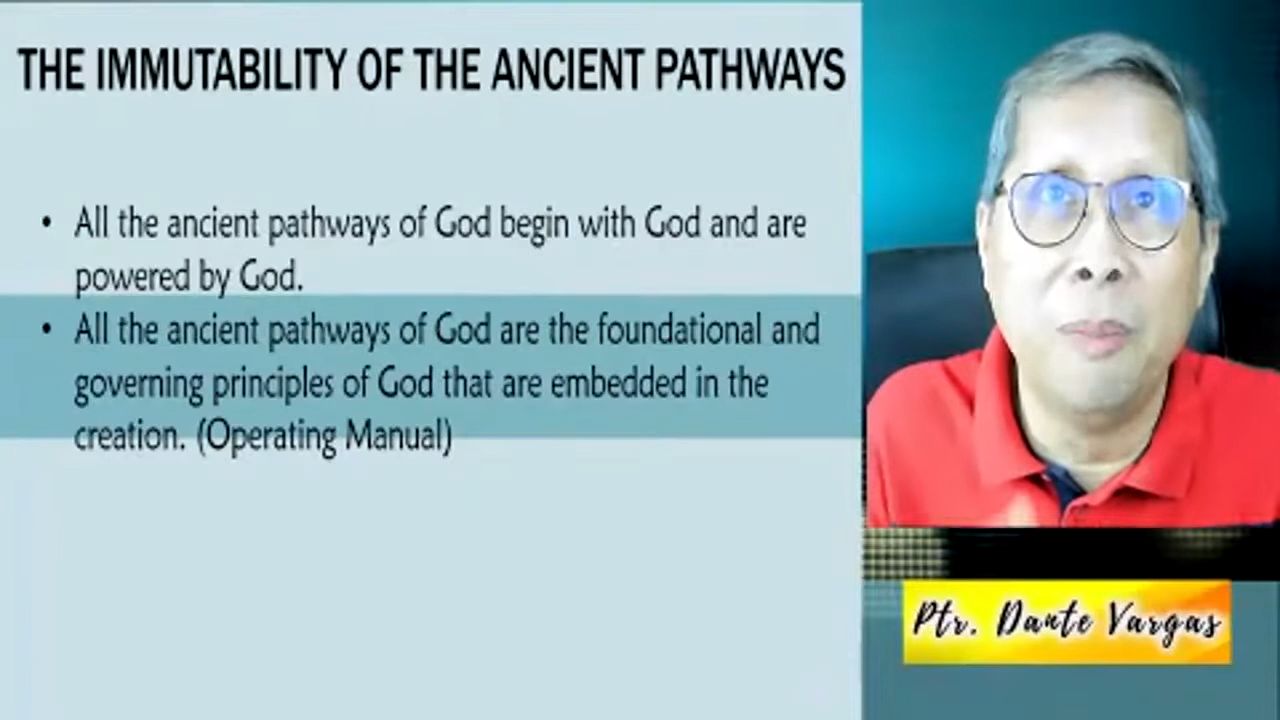 THE IMMUTABILITY OF THE ANCIENT PATHWAYS
• All the ancient pathways of God begin with God and are
powered by God.
• All the ancient pathways of God are the foundational and
governing principles of God that are embedded in the
creation. (Operating Manual)
Ptr. Dante Vargas